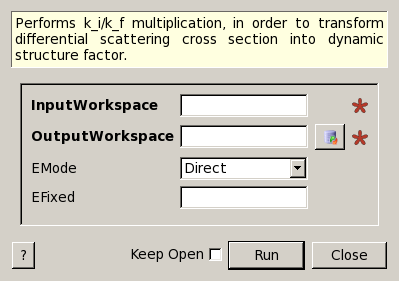 Performs k_i/k_f multiplication, in order to transform
differential scattering cross section into dynamic
structure factor.
InputWorkspace
OutputWorkspace
EMode Direct
EFixed
? Keep Open Run Close